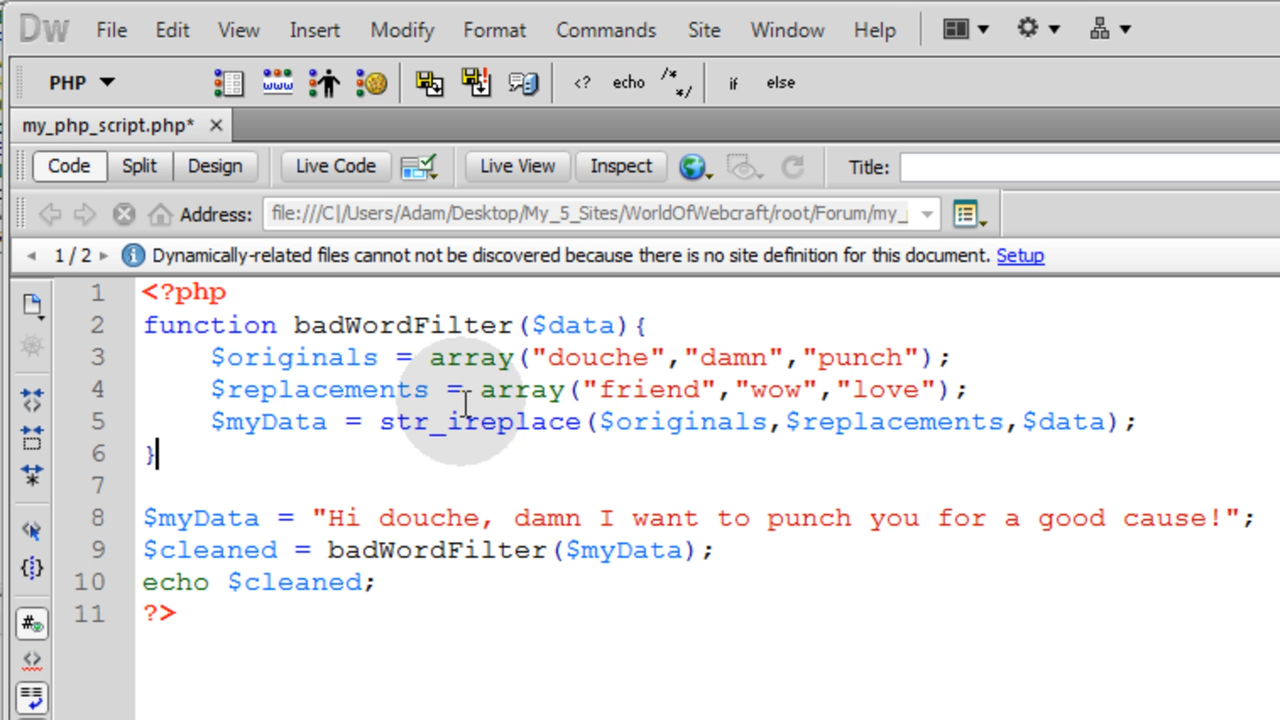 Dw File Edit View Insert Modify Format Commands Site Window Help
PHP www <? echo /* */ if else
my_php_script.php* ×
Code Split Design Live Code Live View Inspect Title:
Address: file:///C|/Users/Adam/Desktop/My_5_Sites/WorldOfWebcraft/root/Forum/my_
1 / 2 Dynamically-related files cannot not be discovered because there is no site definition for this document. Setup
1 <?php
2 function badWordFilter($data){
3 $originals = array("douche","damn","punch");
4 $replacements = array("friend","wow","love");
5 $myData = str_ireplace($originals,$replacements,$data);
6 }
7
8 $myData = "Hi douche, damn I want to punch you for a good cause!";
9 $cleaned = badWordFilter($myData);
10 echo $cleaned;
11 ?>